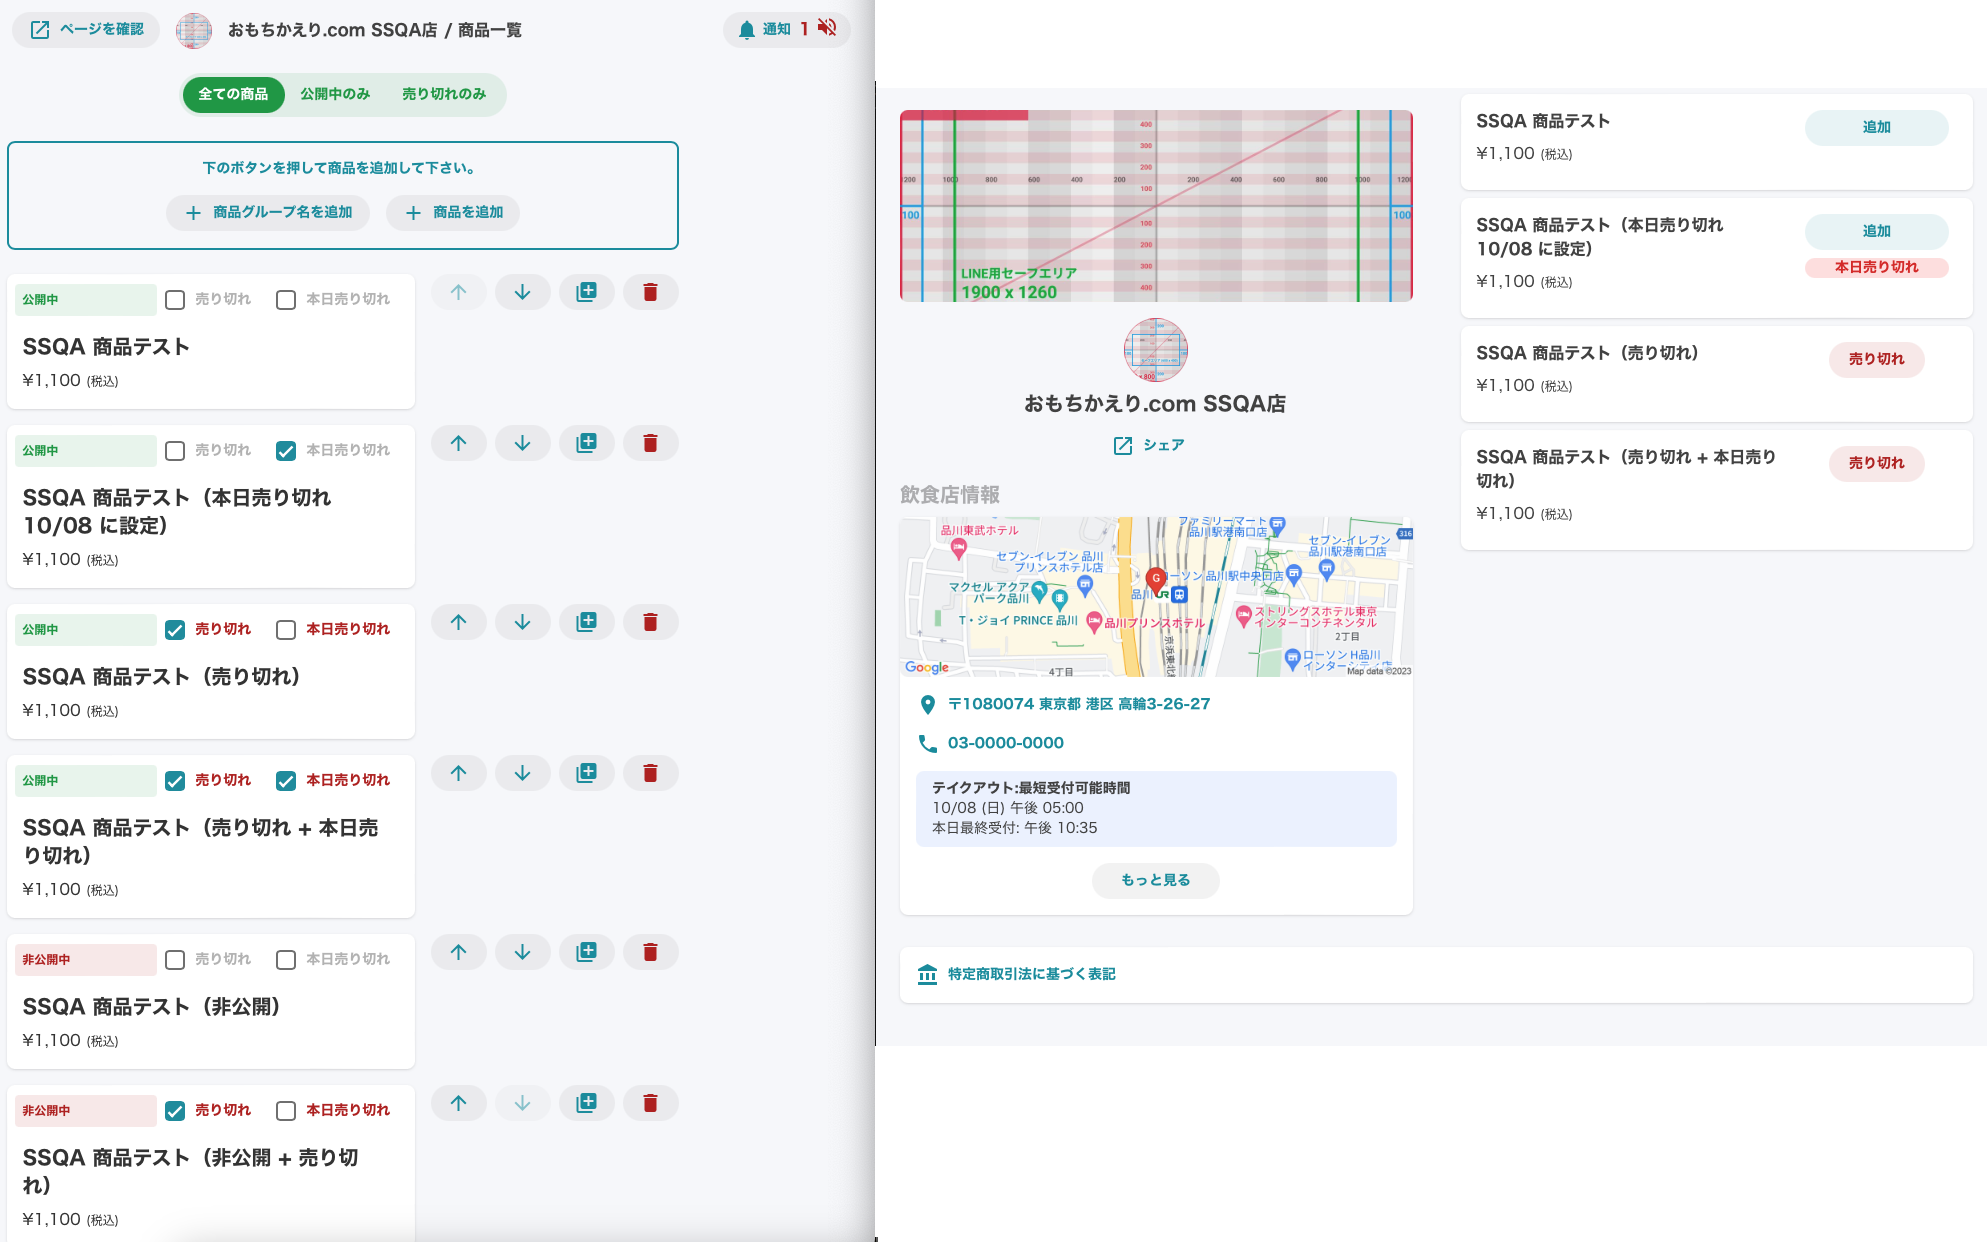 ページを確認
おもちかえり.com SSQA店 / 商品一覧
通知 1
全ての商品 公開中のみ 売り切れのみ
下のボタンを押して商品を追加して下さい。
商品グループ名を追加 商品を追加
公開中 売り切れ 本日売り切れ
SSQA 商品テスト
¥1,100 (税込)
公開中 売り切れ 本日売り切れ
SSQA 商品テスト（本日売り切れ
10/08 に設定）
¥1,100 (税込)
公開中 売り切れ 本日売り切れ
SSQA 商品テスト（売り切れ）
¥1,100 (税込)
公開中 売り切れ 本日売り切れ
SSQA 商品テスト（売り切れ + 本日売
り切れ）
¥1,100 (税込)
非公開中 売り切れ 本日売り切れ
SSQA 商品テスト（非公開）
¥1,100 (税込)
非公開中 売り切れ 本日売り切れ
SSQA 商品テスト（非公開 + 売り切
れ）
¥1,100 (税込)
400
300
200
1200 1000 800 600 400 200 200 400 600 800 1000 1200
100
100 100
100
200
300
400
LINE用セーフエリア
1900 x 1260
おもちかえり.com SSQA店
シェア
飲食店情報
品川東武ホテル
ファミリーマート
品川駅港南口店
316
セブン-イレブン
品川駅港南口店
セブン-イレブン 品川
プリンスホテル店
ローソン 品川駅中央口店
マクセル アクア
パーク品川
G
品川
JR
T・ジョイ PRINCE 品川
品川プリンスホテル
ストリングスホテル東京
インターコンチネンタル
2丁目
京浜東北線
ローソン H品川
インターシティ店
Google
4丁目
Map data ©2023
〒1080074 東京都 港区 高輪3-26-27
03-0000-0000
テイクアウト:最短受付可能時間
10/08 (日) 午後 05:00
本日最終受付: 午後 10:35
もっと見る
特定商取引法に基づく表記
SSQA 商品テスト
追加
¥1,100 (税込)
SSQA 商品テスト（本日売り切れ
10/08 に設定）
追加
本日売り切れ
¥1,100 (税込)
SSQA 商品テスト（売り切れ）
売り切れ
¥1,100 (税込)
SSQA 商品テスト（売り切れ + 本日売り
切れ）
売り切れ
¥1,100 (税込)